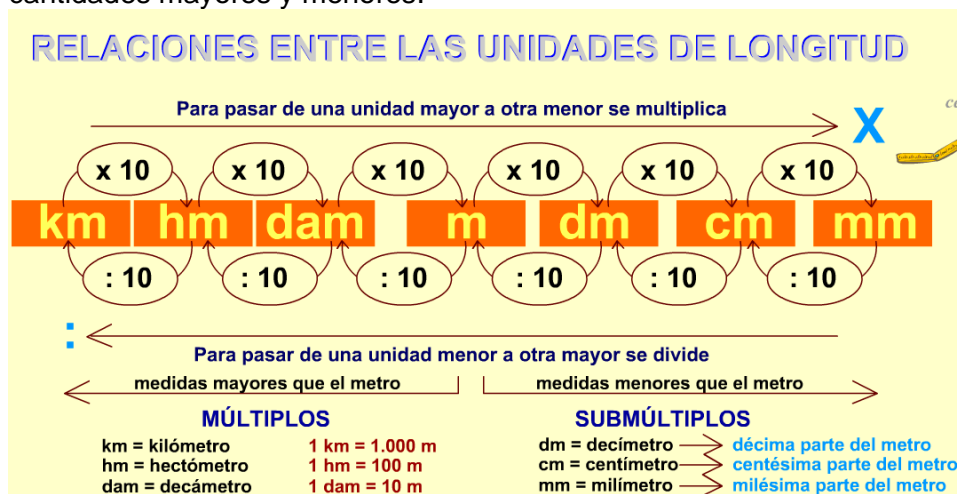 cantidades mayores y menores.
RELACIONES ENTRE LAS UNIDADES DE LONGITUD
Para pasar de una unidad mayor a otra menor se multiplica
X
x 10 x 10 x 10 x 10 x 10 x 10
km hm dam m dm cm mm
: 10 : 10 : 10 : 10 : 10 : 10
:
Para pasar de una unidad menor a otra mayor se divide
medidas mayores que el metro medidas menores que el metro
MÚLTIPLOS SUBMÚLTIPLOS
km = kilómetro 1 km = 1.000 m dm = decímetro décima parte del metro
hm = hectómetro 1 hm = 100 m cm = centímetro centésima parte del metro
dam = decámetro 1 dam = 10 m mm = milímetro milésima parte del metro